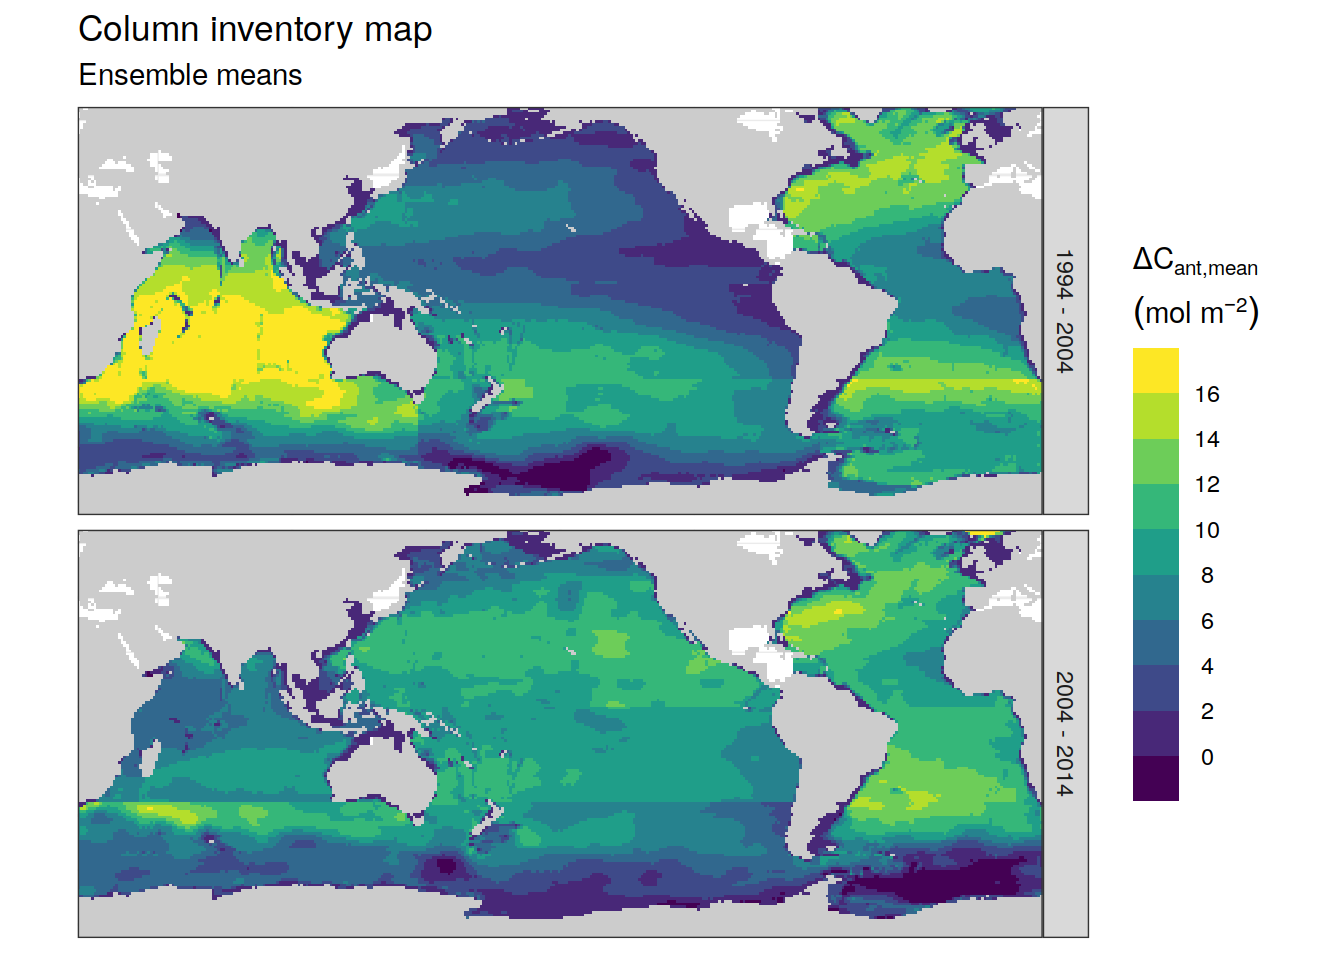 Column inventory map
Ensemble means
1994 - 2004
2004 - 2014
ΔCant,mean
(mol m−2)
16
14
12
10
8
6
4
2
0